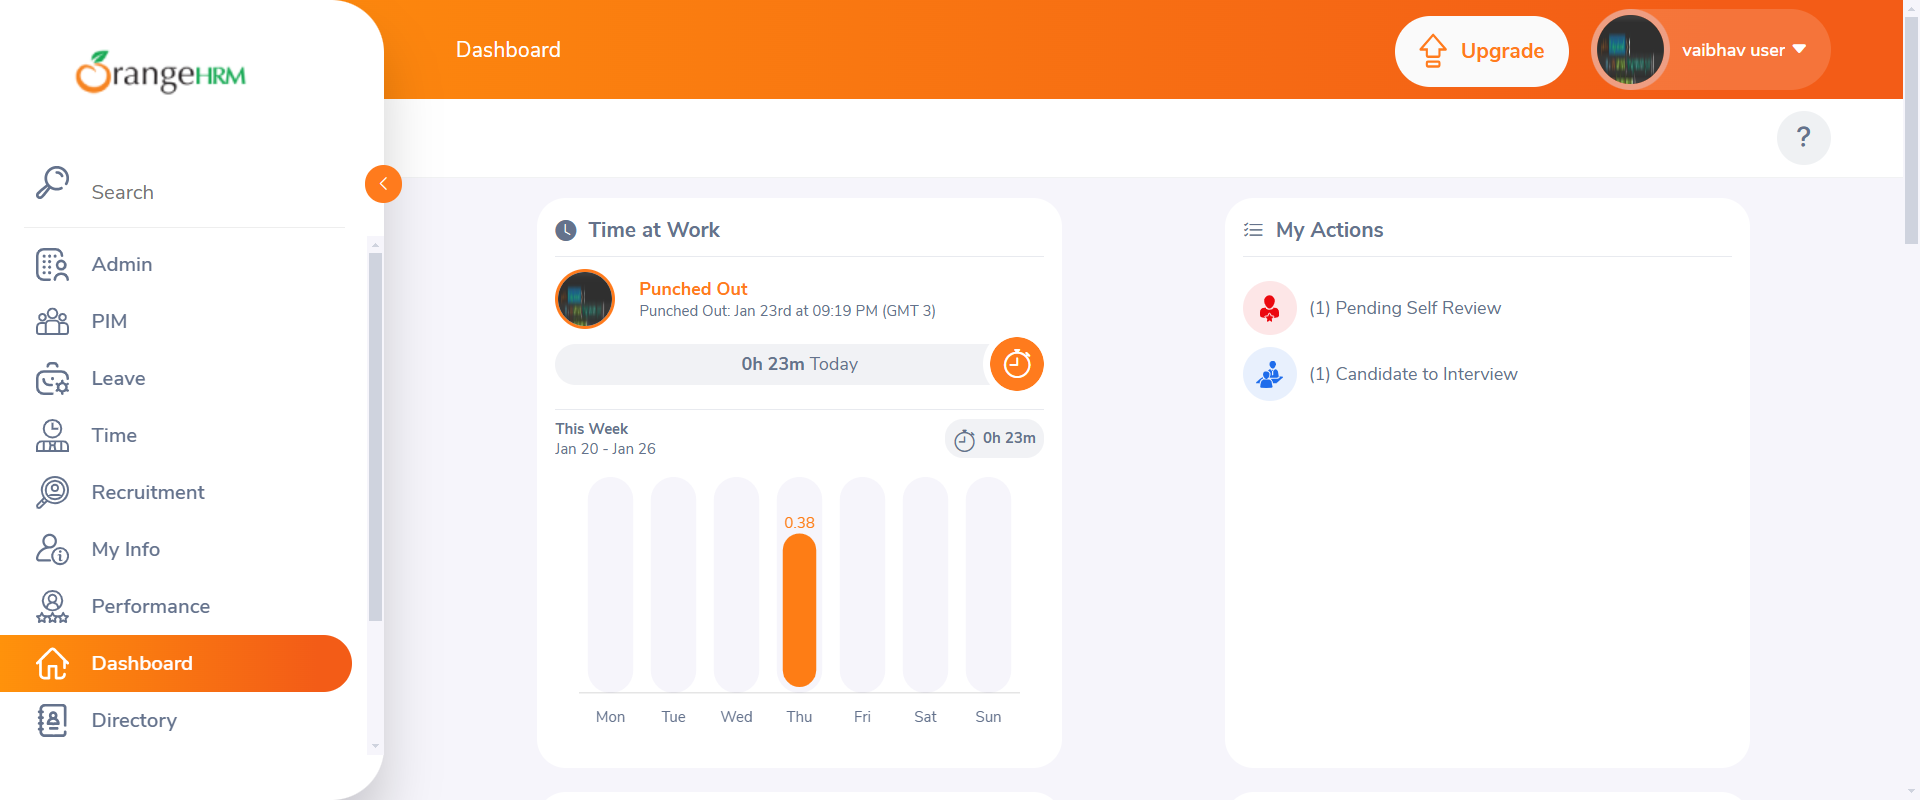 OrangeHRM
Search
Admin
PIM
Leave
Time
Recruitment
My Info
Performance
Dashboard
Directory
Dashboard
Upgrade
vaibhav user
?
Time at Work
Punched Out
Punched Out: Jan 23rd at 09:19 PM (GMT 3)
0h 23m Today
This Week
Jan 20 - Jan 26
0h 23m
0.38
Mon Tue Wed Thu Fri Sat Sun
My Actions
(1) Pending Self Review
(1) Candidate to Interview